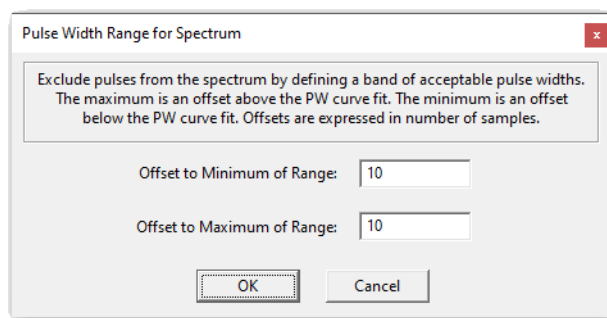 Pulse Width Range for Spectrum
x
Exclude pulses from the spectrum by defining a band of acceptable pulse widths.
The maximum is an offset above the PW curve fit. The minimum is an offset
below the PW curve fit. Offsets are expressed in number of samples.
Offset to Minimum of Range: 10
Offset to Maximum of Range: 10
OK Cancel